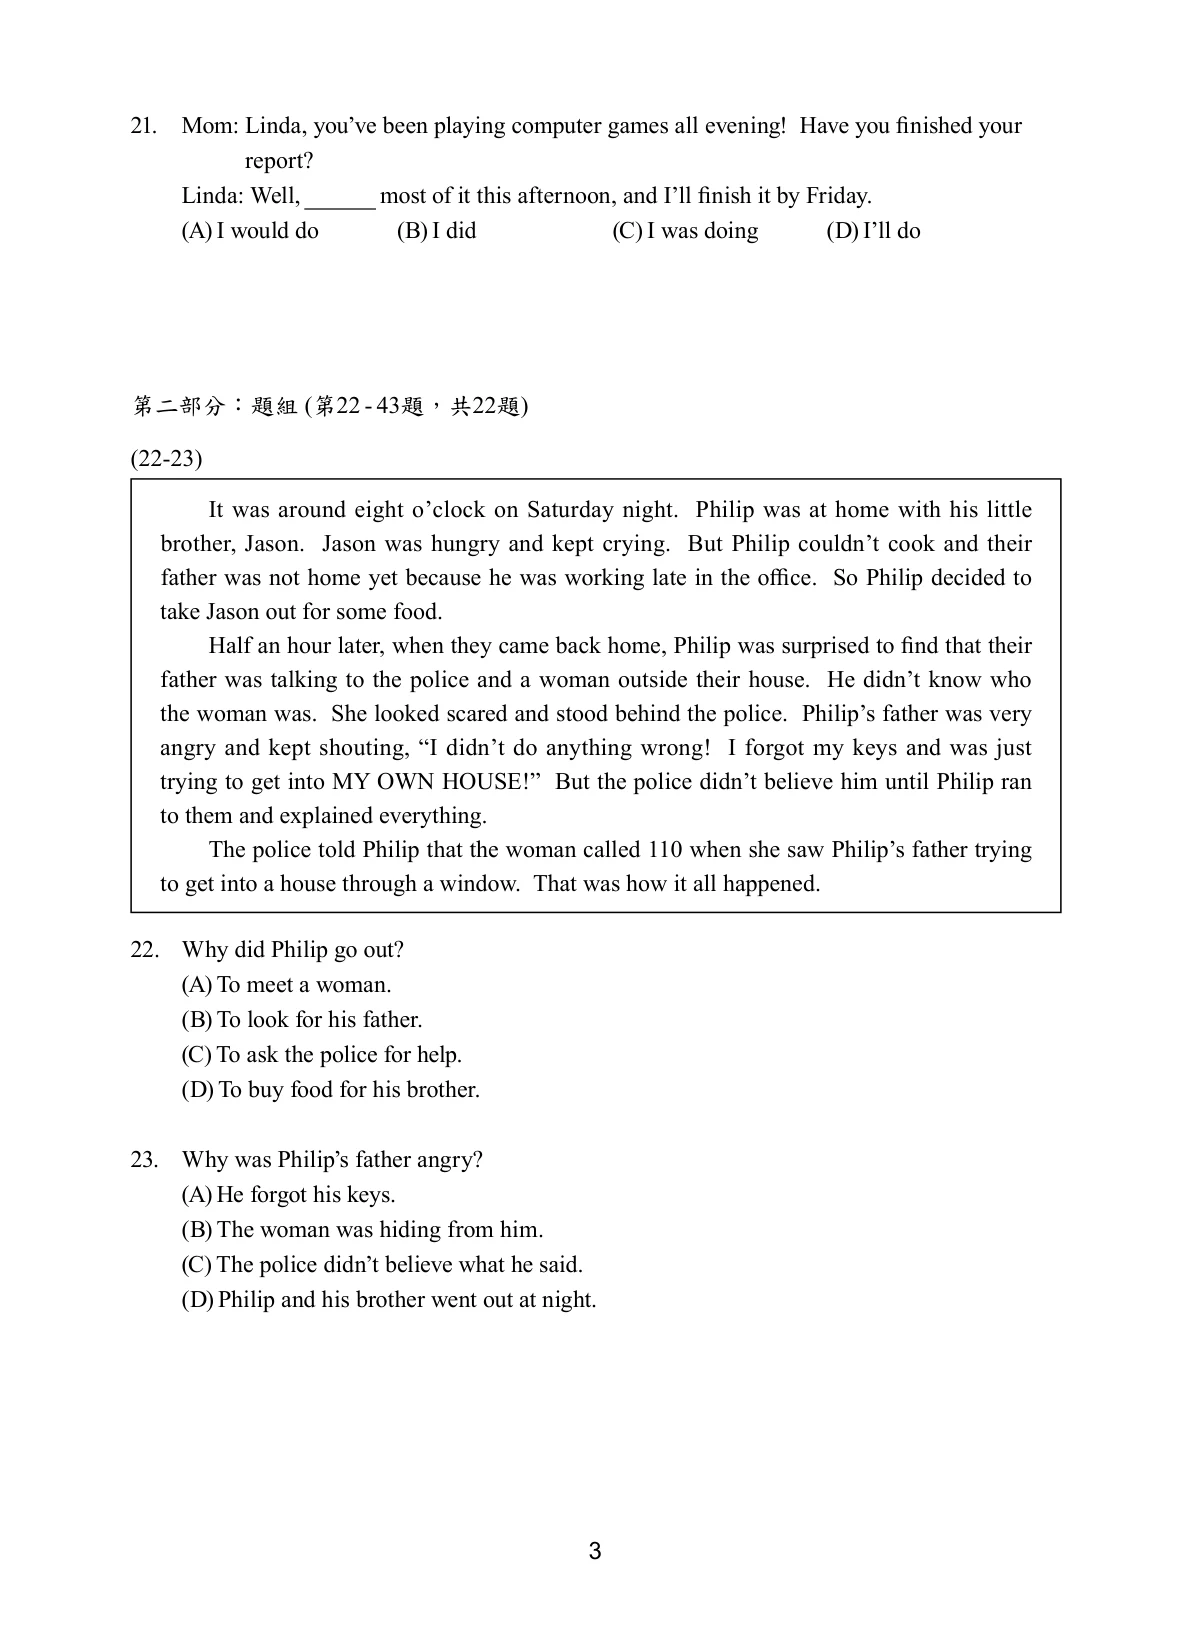 21. Mom: Linda, you’ve been playing computer games all evening! Have you finished your
report?
Linda: Well, ______ most of it this afternoon, and I’ll finish it by Friday.
(A) I would do (B) I did (C) I was doing (D) I’ll do
第二部分：題組 (第22 - 43題，共22題)
(22-23)
It was around eight o’clock on Saturday night. Philip was at home with his little
brother, Jason. Jason was hungry and kept crying. But Philip couldn’t cook and their
father was not home yet because he was working late in the office. So Philip decided to
take Jason out for some food.
Half an hour later, when they came back home, Philip was surprised to find that their
father was talking to the police and a woman outside their house. He didn’t know who
the woman was. She looked scared and stood behind the police. Philip’s father was very
angry and kept shouting, “I didn’t do anything wrong! I forgot my keys and was just
trying to get into MY OWN HOUSE!” But the police didn’t believe him until Philip ran
to them and explained everything.
The police told Philip that the woman called 110 when she saw Philip’s father trying
to get into a house through a window. That was how it all happened.
22. Why did Philip go out?
(A) To meet a woman.
(B) To look for his father.
(C) To ask the police for help.
(D) To buy food for his brother.
23. Why was Philip’s father angry?
(A) He forgot his keys.
(B) The woman was hiding from him.
(C) The police didn’t believe what he said.
(D) Philip and his brother went out at night.
3